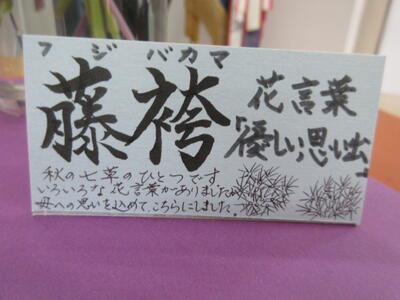 フジバカマ
藤袴
花言葉
「優しい思い出」
秋の七草のひとつです
いろいろな花言葉がありましたが
母への思いを込めて、こちらにしました。